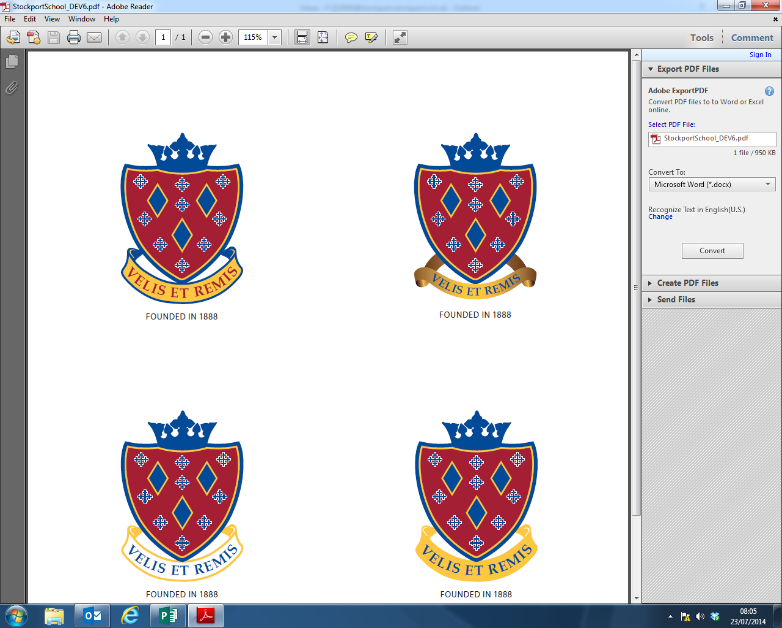 StockportSchool_DEV6.pdf - Adobe Reader
File Edit View Window Help
1 / 1 115% Tools Comment
Sign In
Export PDF Files
Adobe ExportPDF
Convert PDF files to to Word or Excel
online.
Select PDF File:
StockportSchool_DEV6.pdf
1 file / 950 KB
Convert To:
Microsoft Word (*.docx)
Recognize Text in English(U.S.)
Change
Convert
Create PDF Files
Send Files
VELIS ET REMIS
FOUNDED IN 1888
VELIS ET REMIS
FOUNDED IN 1888
VELIS ET REMIS
FOUNDED IN 1888
VELIS ET REMIS
FOUNDED IN 1888
08:05
23/07/2014